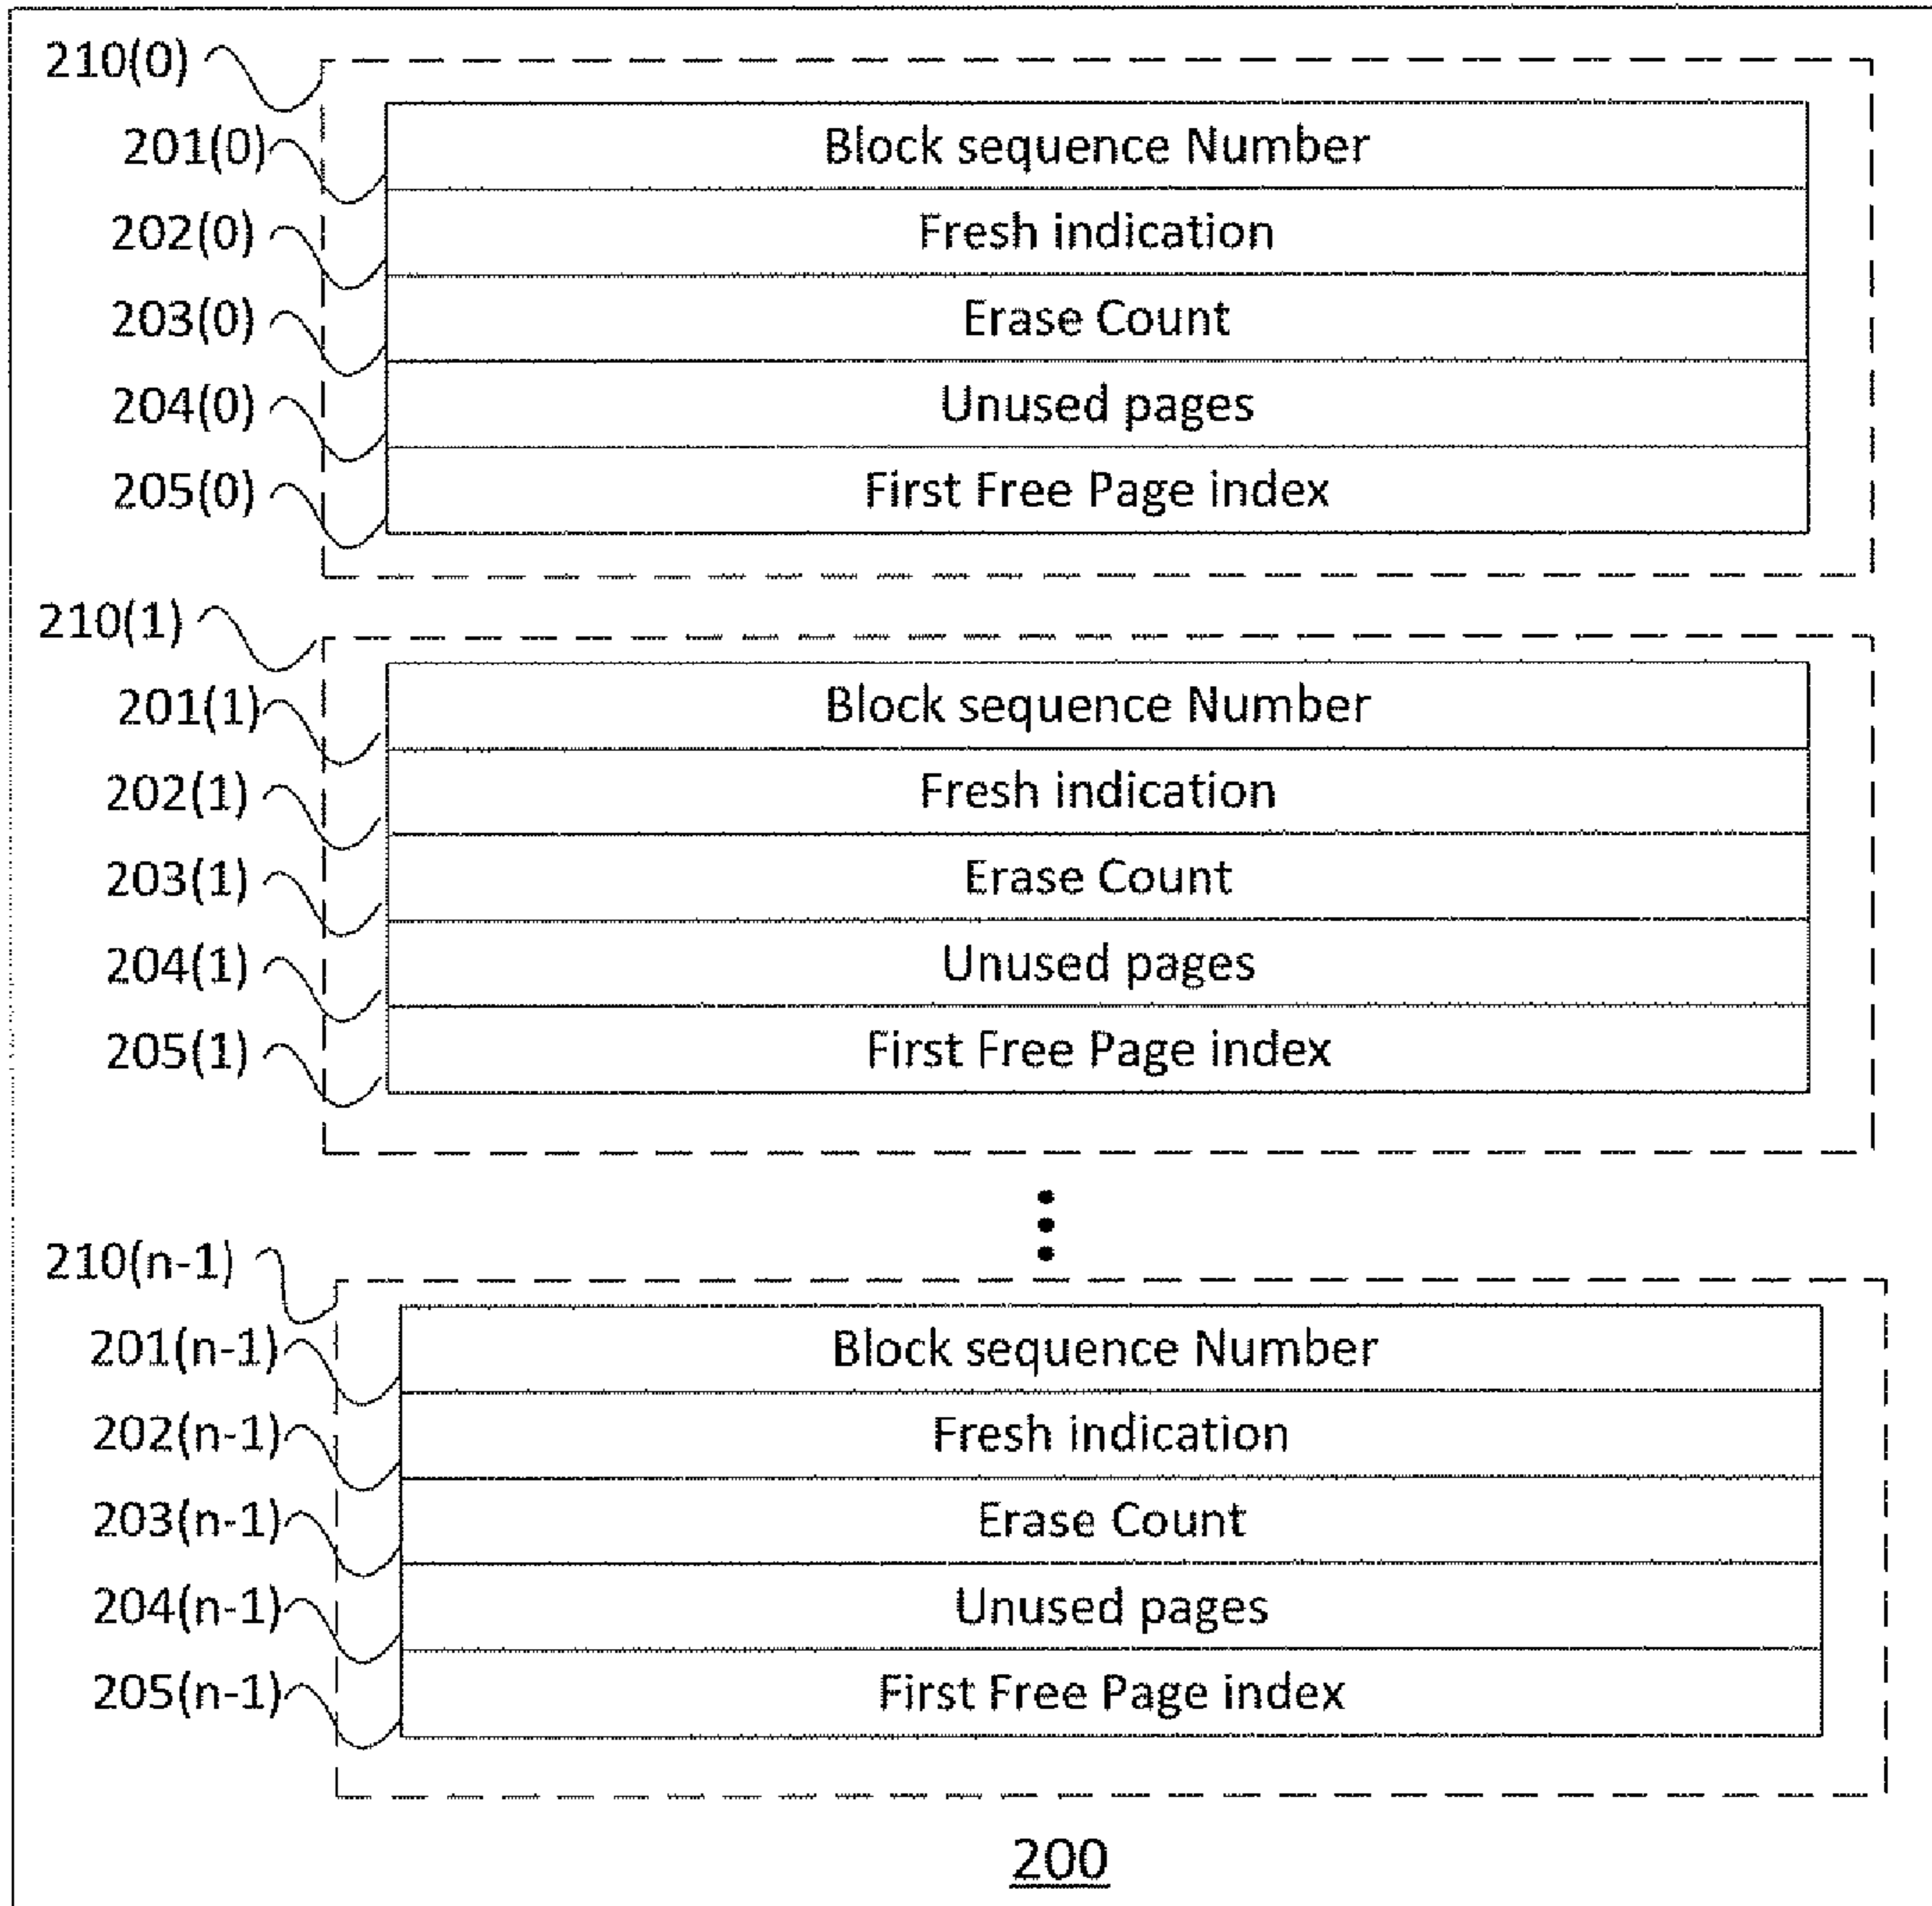 210(0)
201(0) Block sequence Number
202(0) Fresh indication
203(0) Erase Count
204(0) Unused pages
205(0) First Free Page index
210(1)
201(1) Block sequence Number
202(1) Fresh indication
203(1) Erase Count
204(1) Unused pages
205(1) First Free Page index
210(n-1)
201(n-1) Block sequence Number
202(n-1) Fresh indication
203(n-1) Erase Count
204(n-1) Unused pages
205(n-1) First Free Page index
200